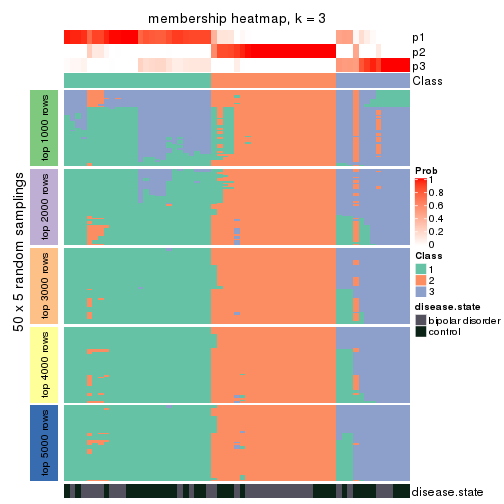 membership heatmap, k = 3
p1
p2
p3
Class
50 x 5 random samplings
top 1000 rows
top 2000 rows
top 3000 rows
top 4000 rows
top 5000 rows
Prob
1
0.8
0.6
0.4
0.2
0
Class
1
2
3
disease.state
bipolar disorder
control
disease.state